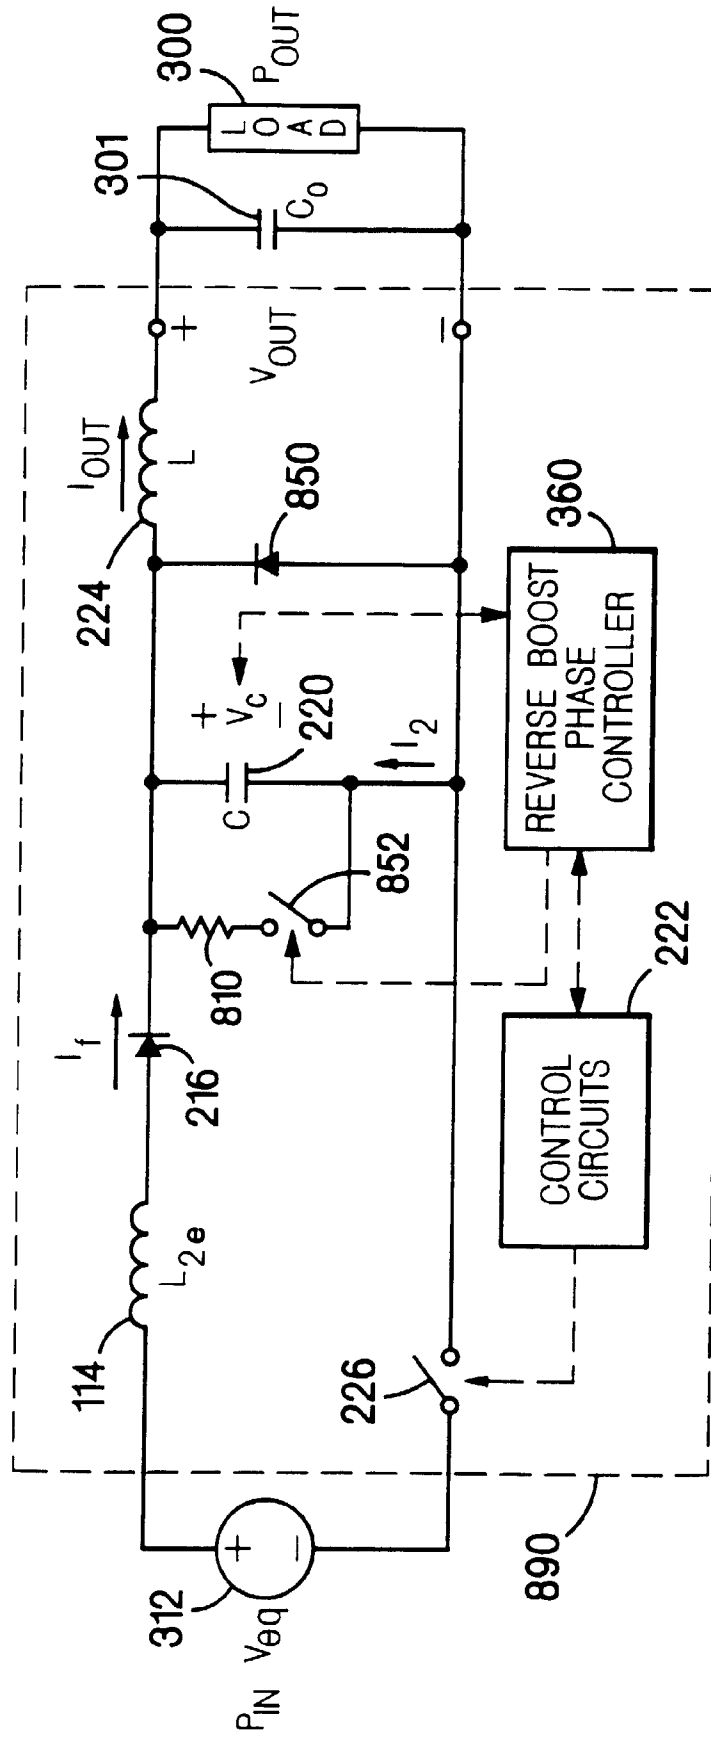 P_IN V_eq
312
114
L_2e
I_f
216
810
852
C
220
+
V_c
−
I_2
224
I_OUT
L
850
+
V_OUT
−
301
C_o
300
LOAD
P_OUT
+
−
226
CONTROL
CIRCUITS
222
REVERSE BOOST
PHASE
CONTROLLER
360
890